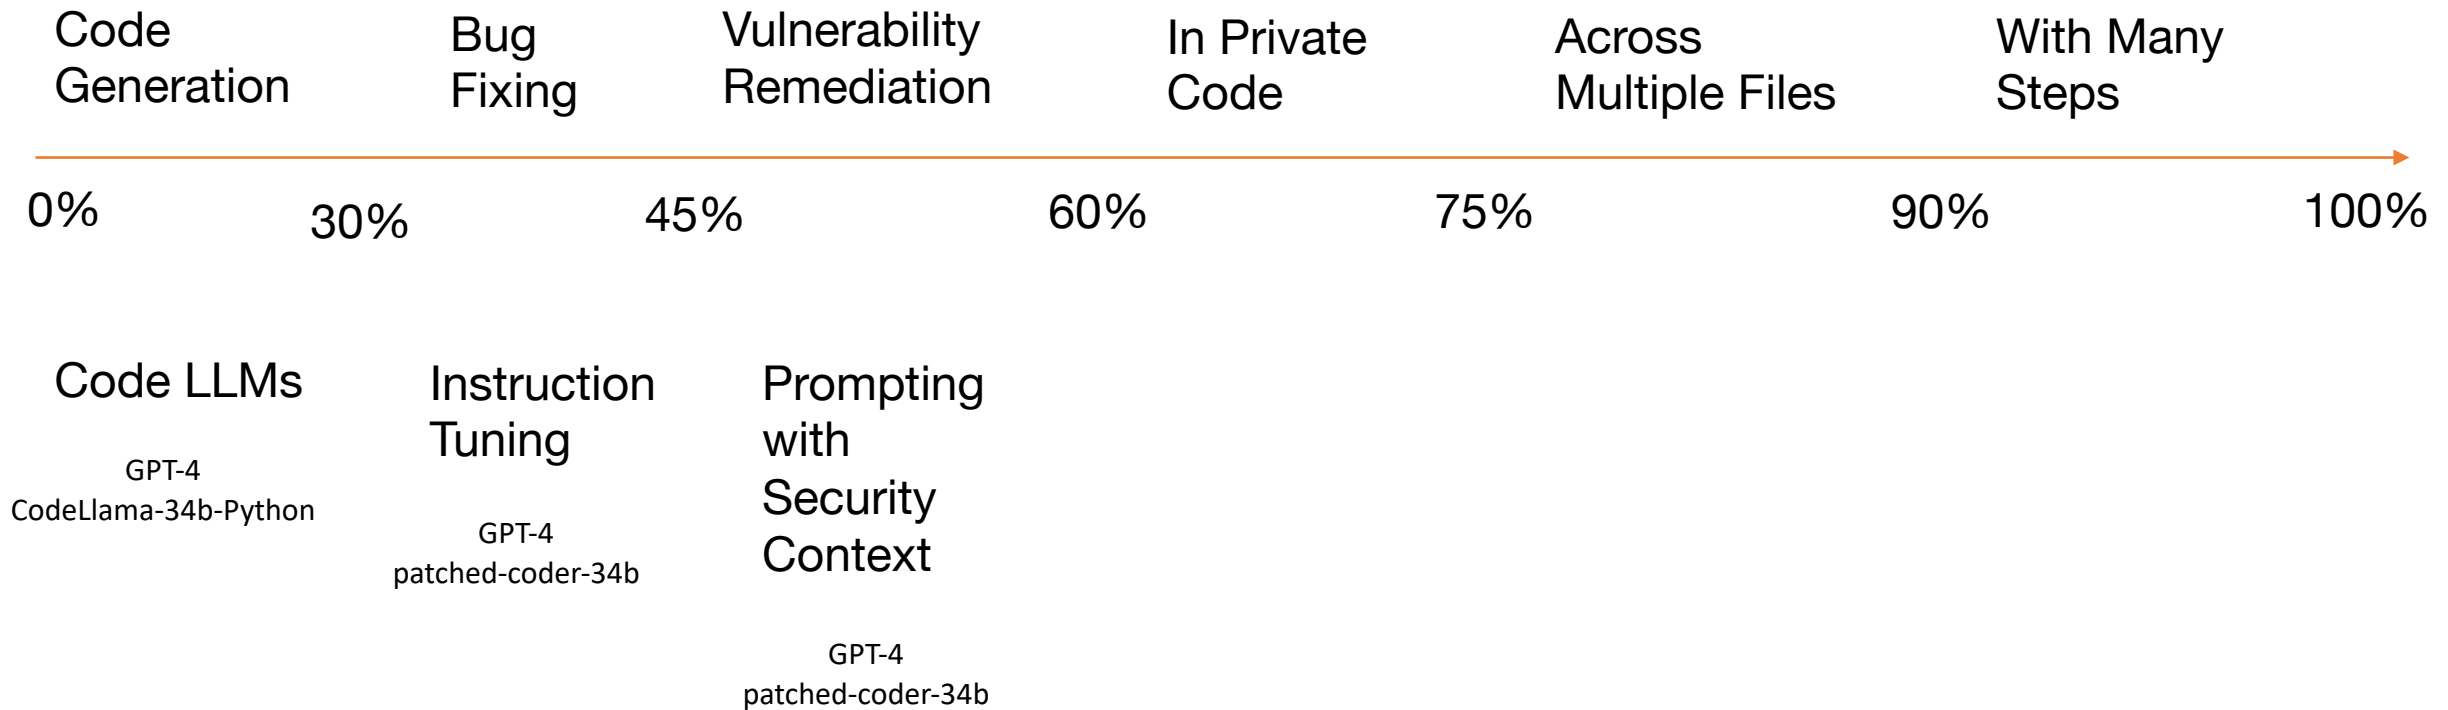 Code
Generation
Bug
Fixing
Vulnerability
Remediation
In Private
Code
Across
Multiple Files
With Many
Steps
0%
30%
45%
60%
75%
90%
100%
Code LLMs
GPT-4
CodeLlama-34b-Python
Instruction
Tuning
GPT-4
patched-coder-34b
Prompting
with
Security
Context
GPT-4
patched-coder-34b